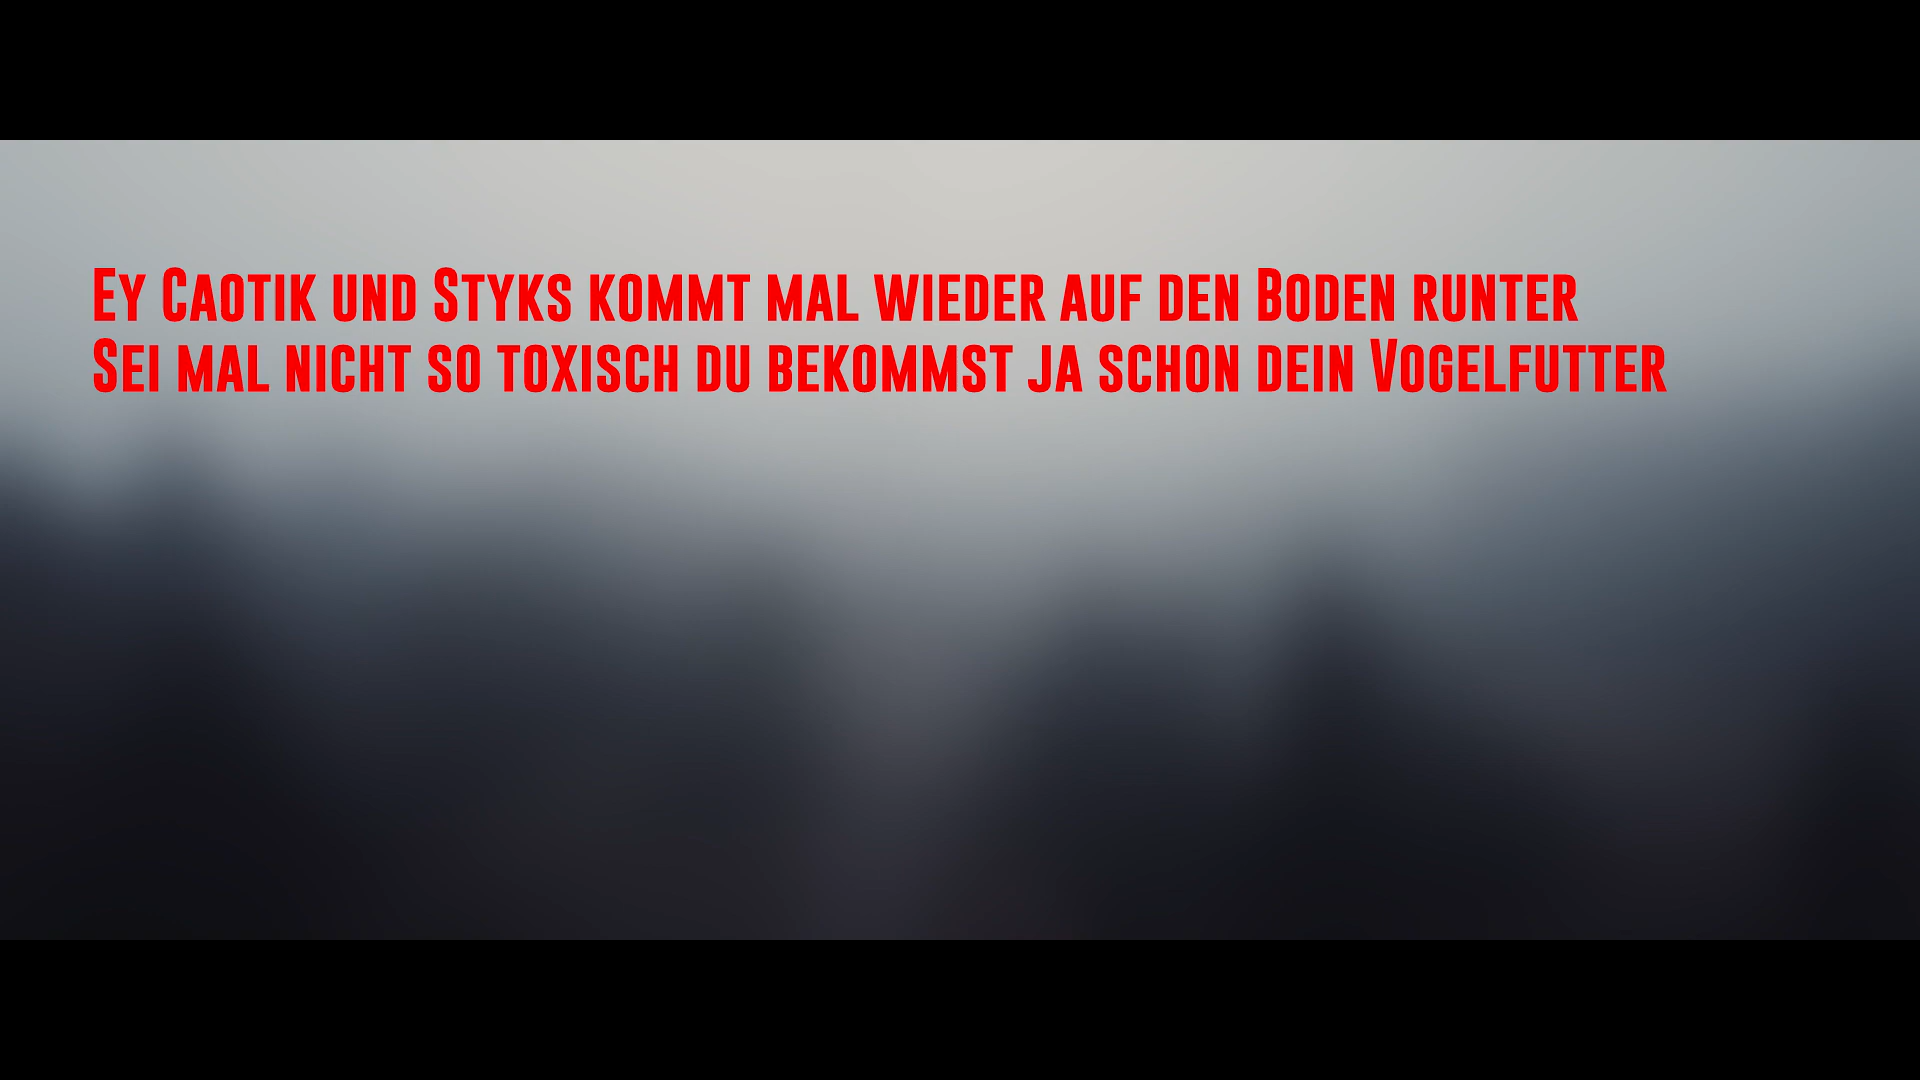 Ey Caotik und Styks kommt mal wieder auf den Boden runter
Sei mal nicht so toxisch du bekommst ja schon dein Vogelfutter